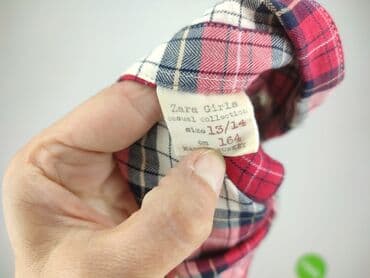 Zara Girls
casual collection
size 13/14
cm 164